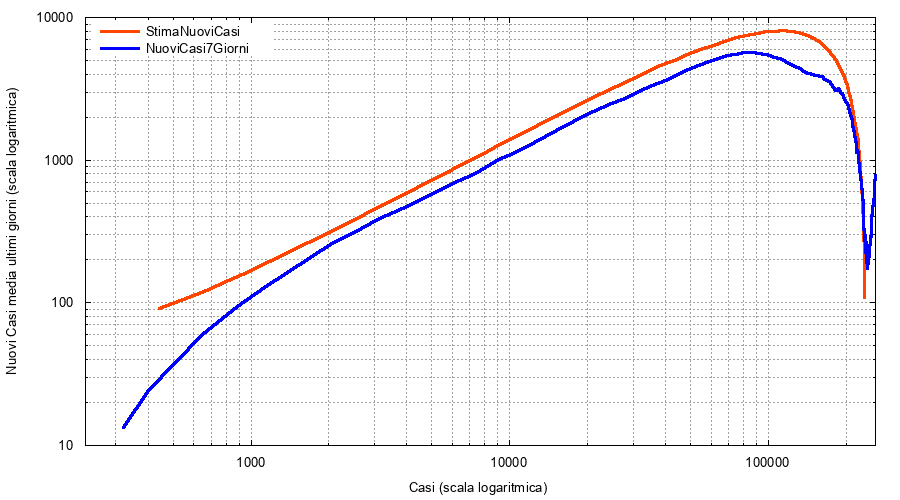 10000
StimaNuoviCasi
NuoviCasi7Giorni
1000
100
10
Nuovi Casi media ultimi giorni (scala logaritmica)
1000 10000 100000
Casi (scala logaritmica)